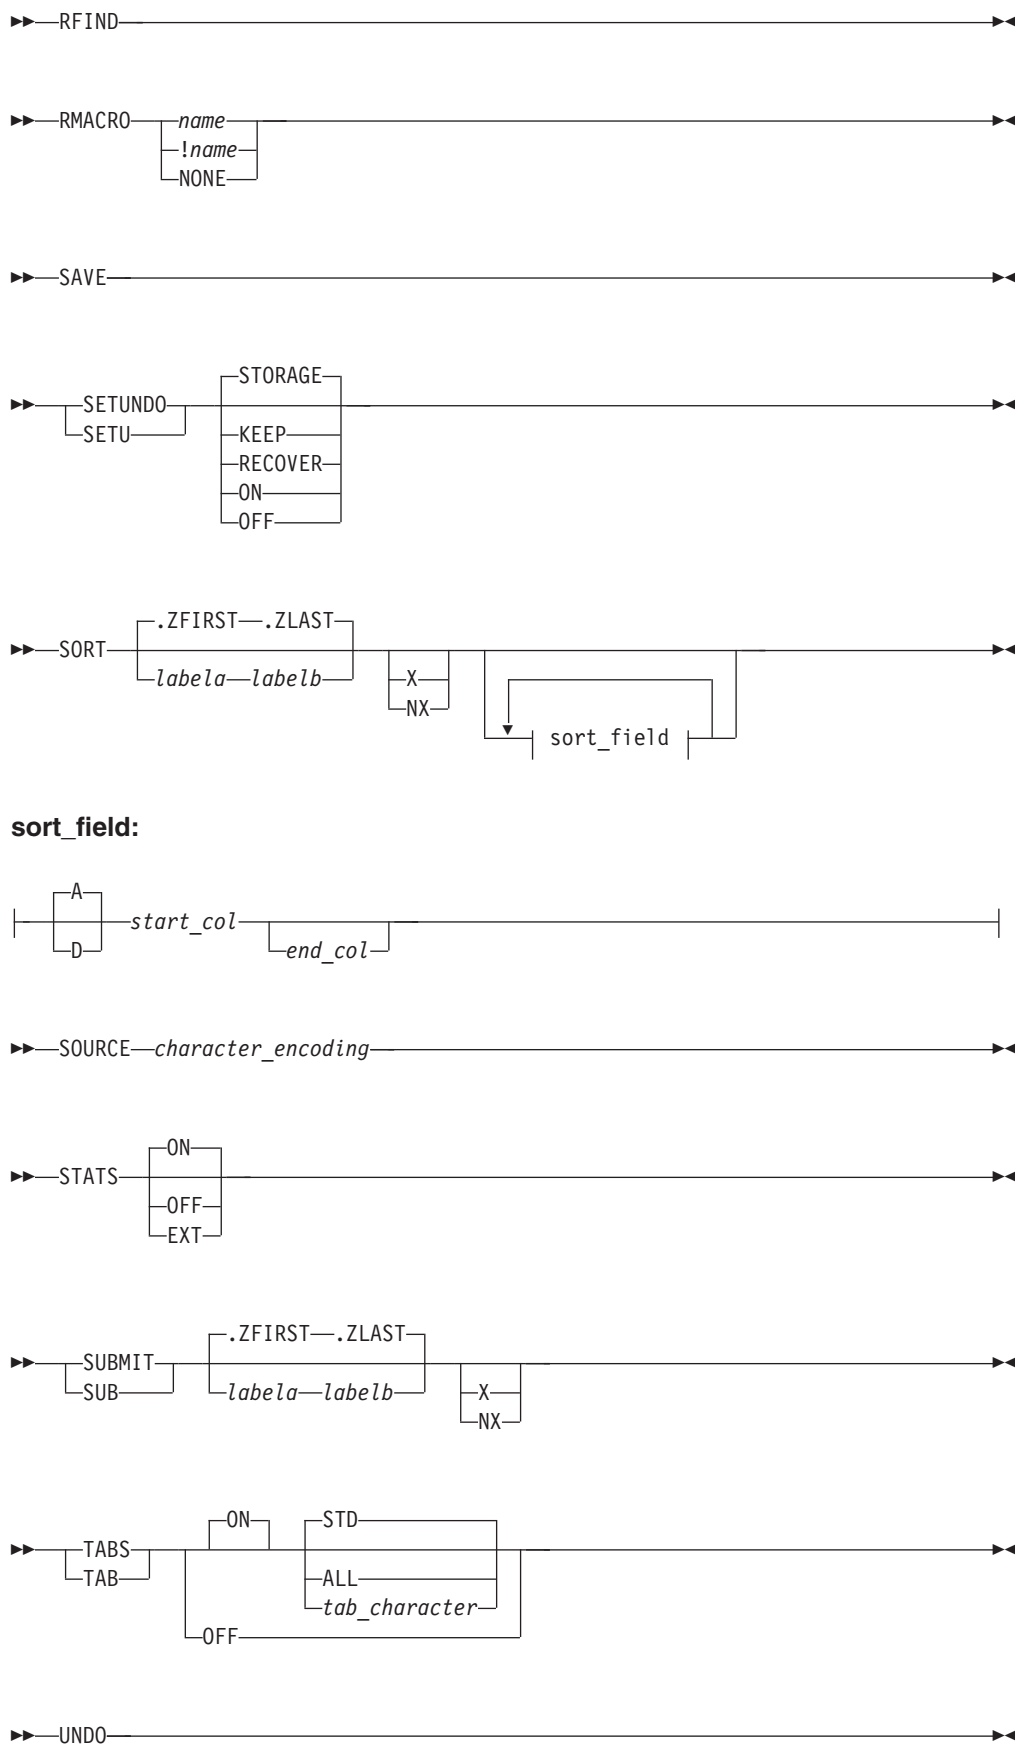 RFIND
RMACRO name
!name
NONE
SAVE
STORAGE
SETUNDO
SETU KEEP
RECOVER
ON
OFF
.ZFIRST .ZLAST
SORT
labela labelb X
NX
sort_field
sort_field:
A
start_col
D end_col
SOURCE character_encoding
ON
STATS
OFF
EXT
.ZFIRST .ZLAST
SUBMIT
SUB labela labelb X
NX
ON STD
TABS
TAB ALL
tab_character
OFF
UNDO